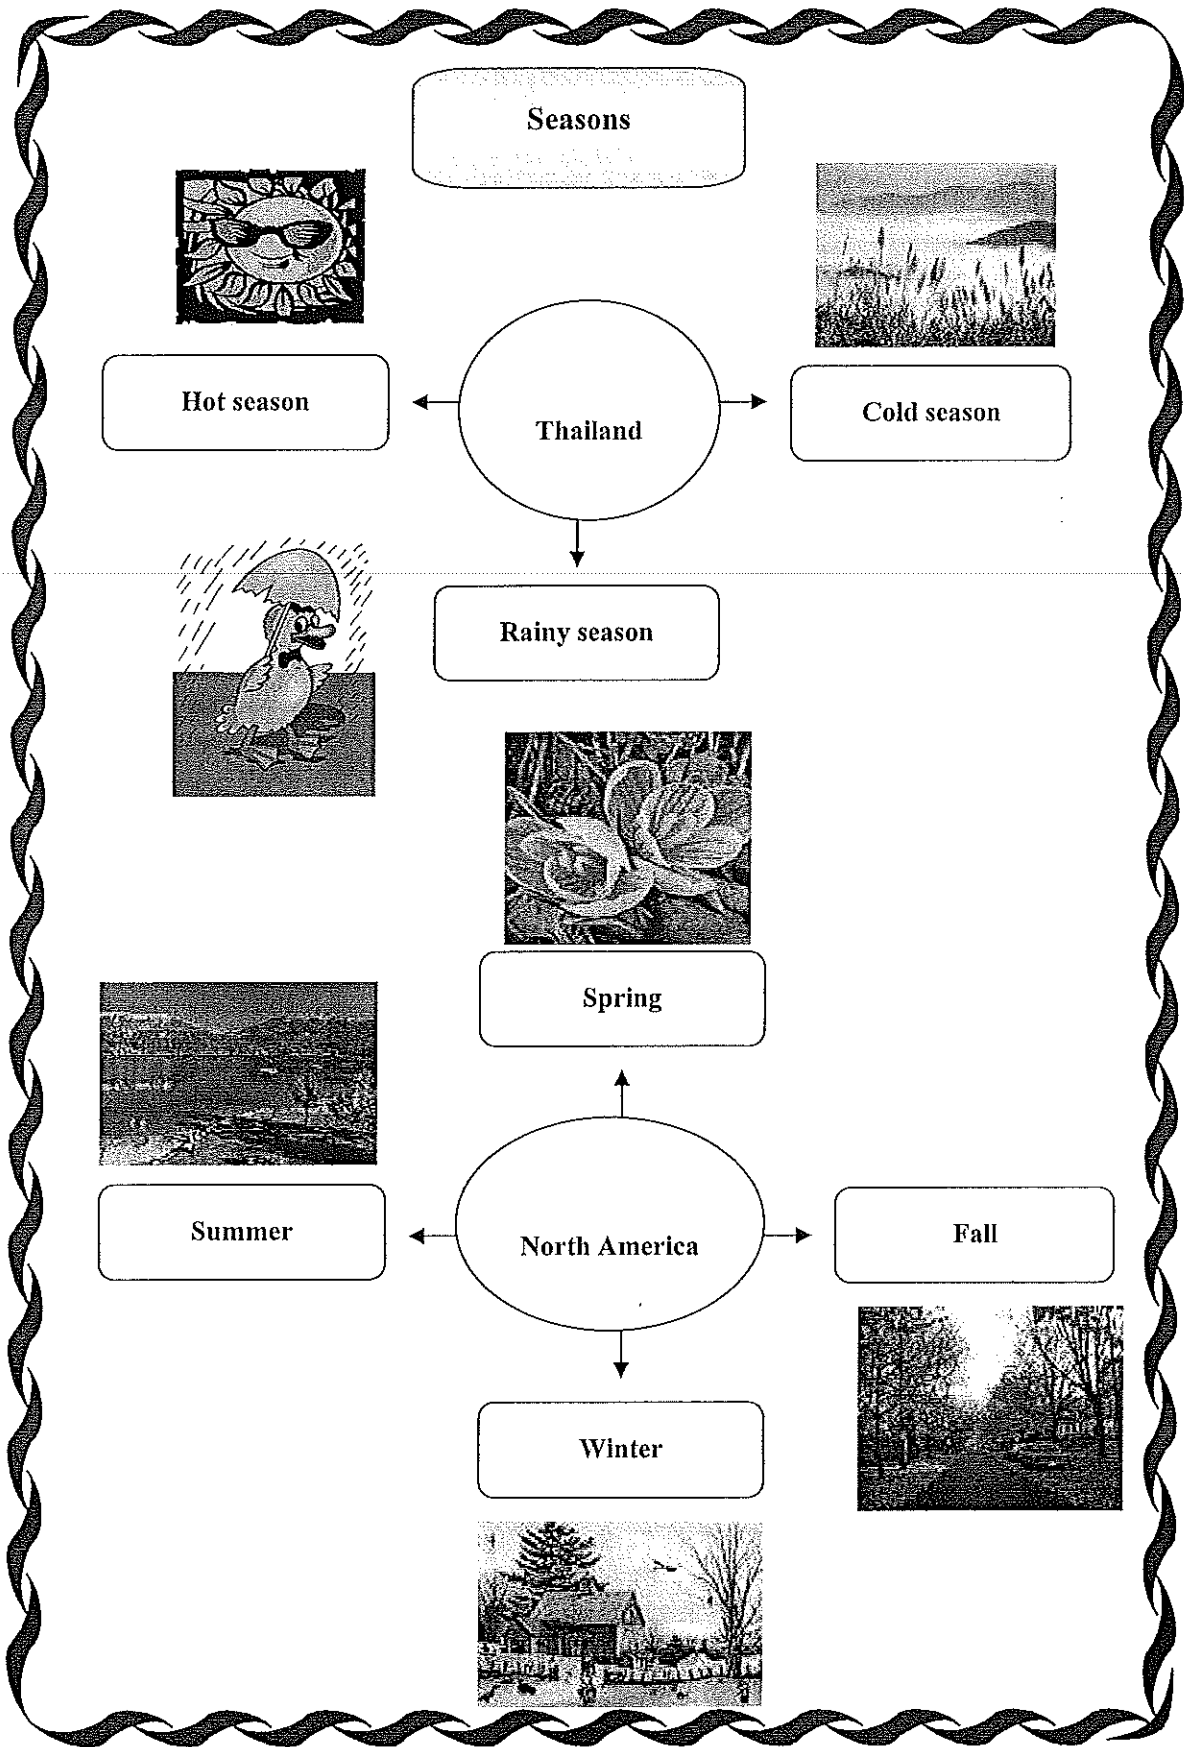 Seasons
Hot season
Thailand
Cold season
Rainy season
Spring
Summer
North America
Fall
Winter